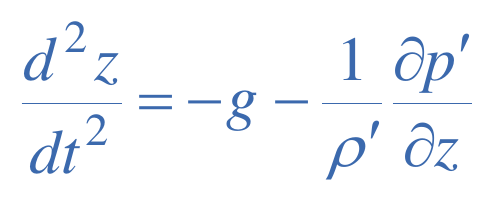 d²z/dt² = −g − 1/ρ′ ∂p′/∂z